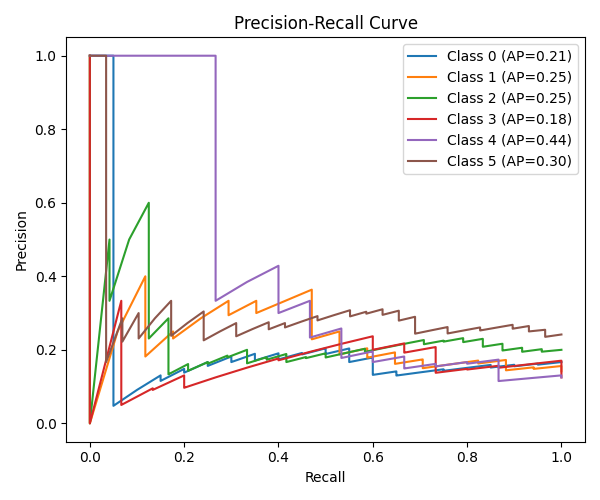 Precision-Recall Curve
Precision
1.0
0.8
0.6
0.4
0.2
0.0
Class 0 (AP=0.21)
Class 1 (AP=0.25)
Class 2 (AP=0.25)
Class 3 (AP=0.18)
Class 4 (AP=0.44)
Class 5 (AP=0.30)
0.0 0.2 0.4 0.6 0.8 1.0
Recall